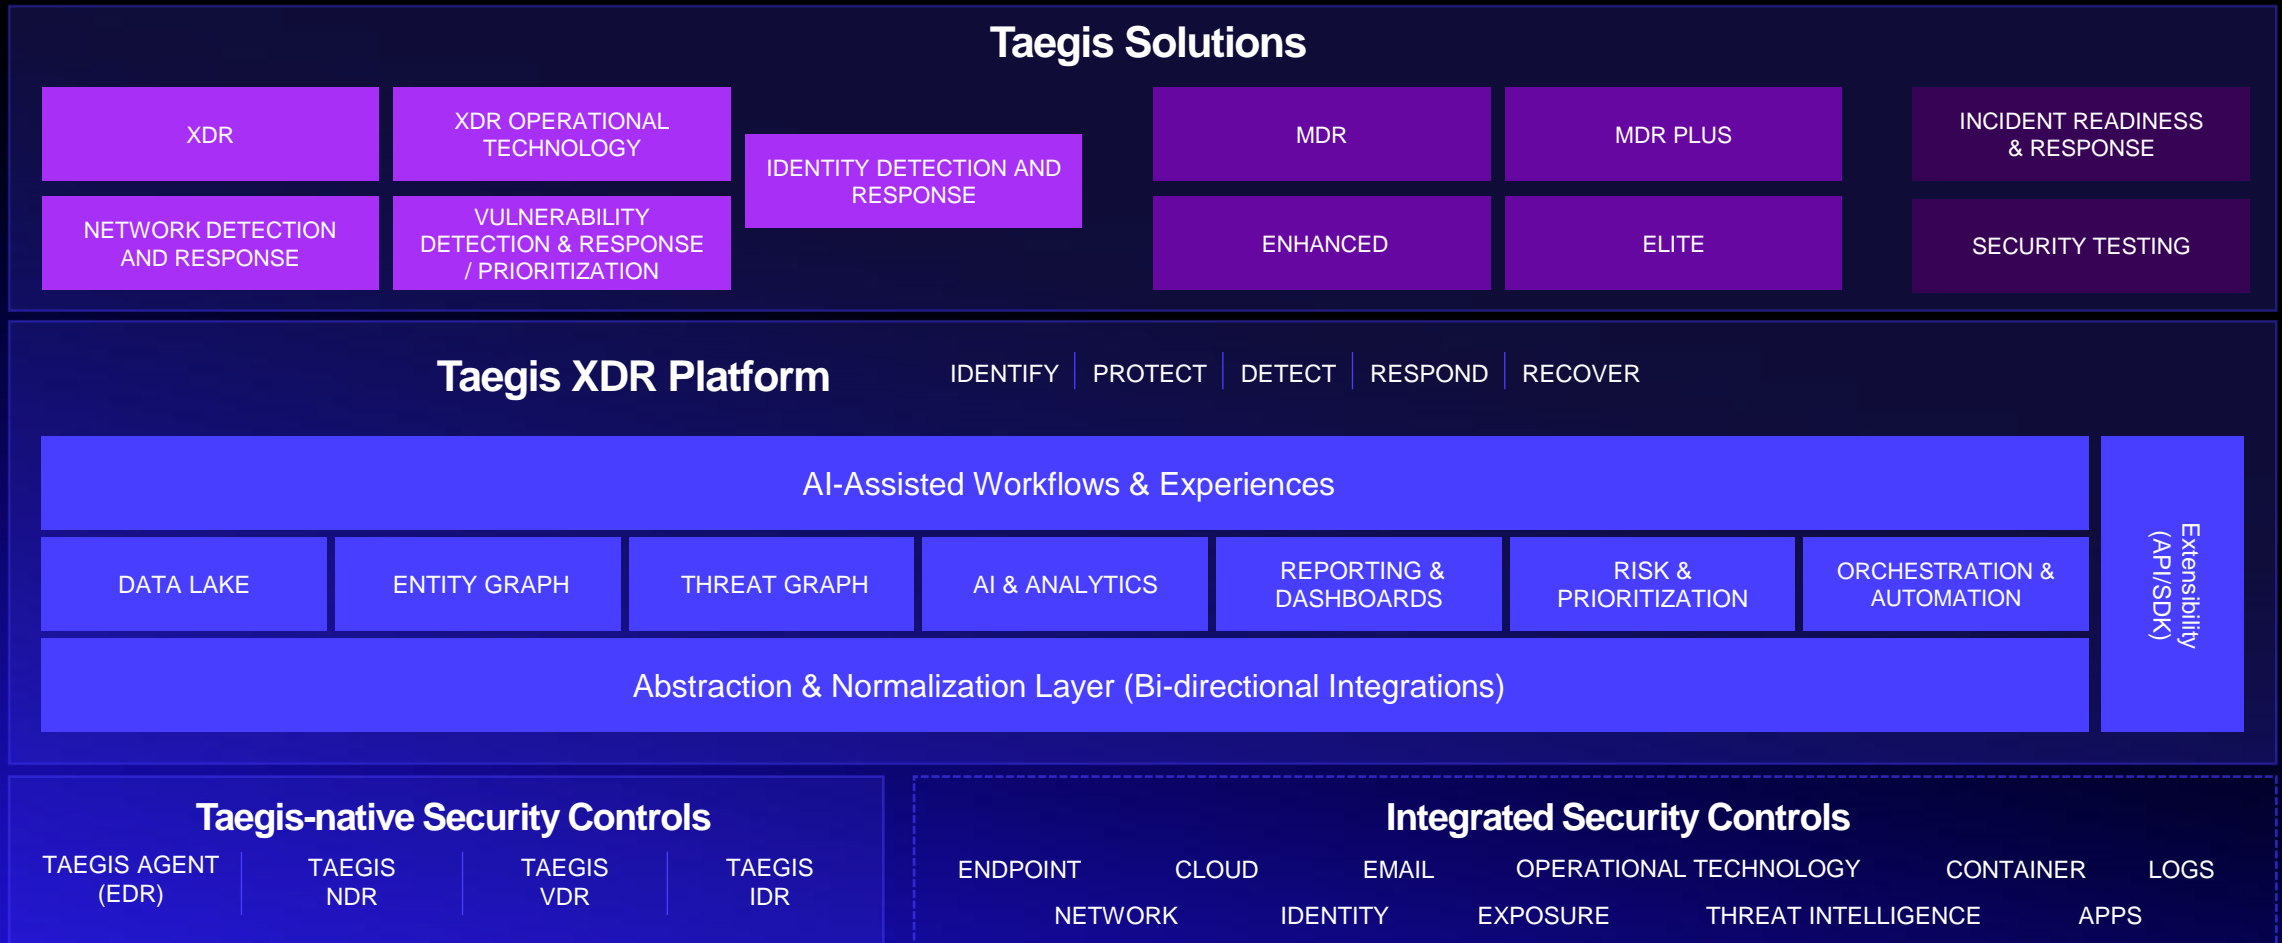 Taegis Solutions
XDR
XDR OPERATIONAL
TECHNOLOGY
NETWORK DETECTION
AND RESPONSE
VULNERABILITY
DETECTION & RESPONSE
/ PRIORITIZATION
IDENTITY DETECTION AND
RESPONSE
MDR
MDR PLUS
ENHANCED
ELITE
INCIDENT READINESS
& RESPONSE
SECURITY TESTING
Taegis XDR Platform
IDENTIFY
PROTECT
DETECT
RESPOND
RECOVER
AI-Assisted Workflows & Experiences
DATA LAKE
ENTITY GRAPH
THREAT GRAPH
AI & ANALYTICS
REPORTING &
DASHBOARDS
RISK &
PRIORITIZATION
ORCHESTRATION &
AUTOMATION
Abstraction & Normalization Layer (Bi-directional Integrations)
Extensibility
(API/SDK)
Taegis-native Security Controls
TAEGIS AGENT
(EDR)
TAEGIS
NDR
TAEGIS
VDR
TAEGIS
IDR
Integrated Security Controls
ENDPOINT
CLOUD
EMAIL
OPERATIONAL TECHNOLOGY
CONTAINER
LOGS
NETWORK
IDENTITY
EXPOSURE
THREAT INTELLIGENCE
APPS